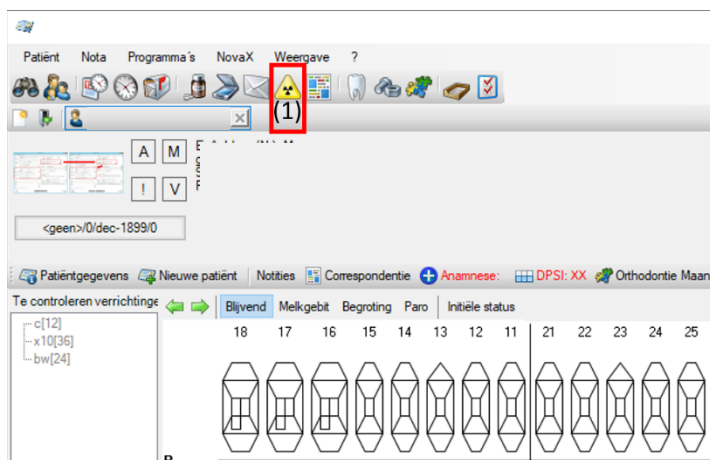 Patiënt Nota Programma's NovaX Weergave ?
(1)
A M
! V
<geen>/0/dec-1899/0
Patiëntgegevens Nieuwe patiënt Notities Correspondentie Anamnese: DPSI: XX Orthodontie Maan
Te controleren verrichtinge Blijvend Melkgebit Begroting Paro Initiële status
c[12]
x10[36]
bw[24]
18 17 16 15 14 13 12 11 21 22 23 24 25